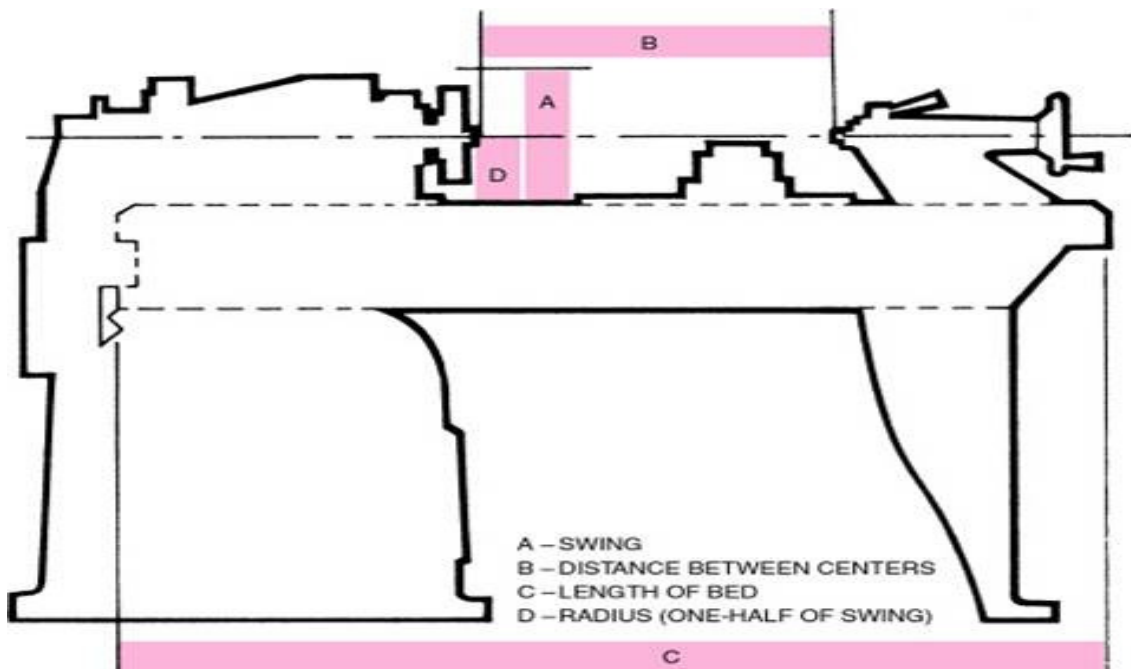 B
A
D
A – SWING
B – DISTANCE BETWEEN CENTERS
C – LENGTH OF BED
D – RADIUS (ONE-HALF OF SWING)
C